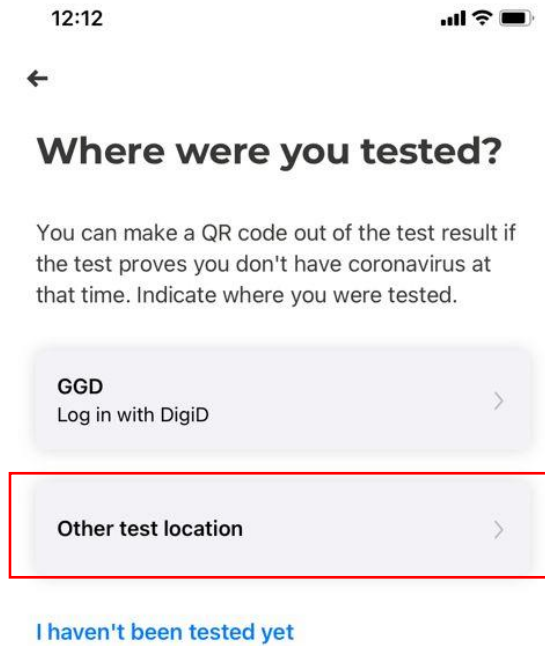 12:12
Where were you tested?
You can make a QR code out of the test result if
the test proves you don't have coronavirus at
that time. Indicate where you were tested.
GGD
Log in with DigiD
Other test location
I haven't been tested yet